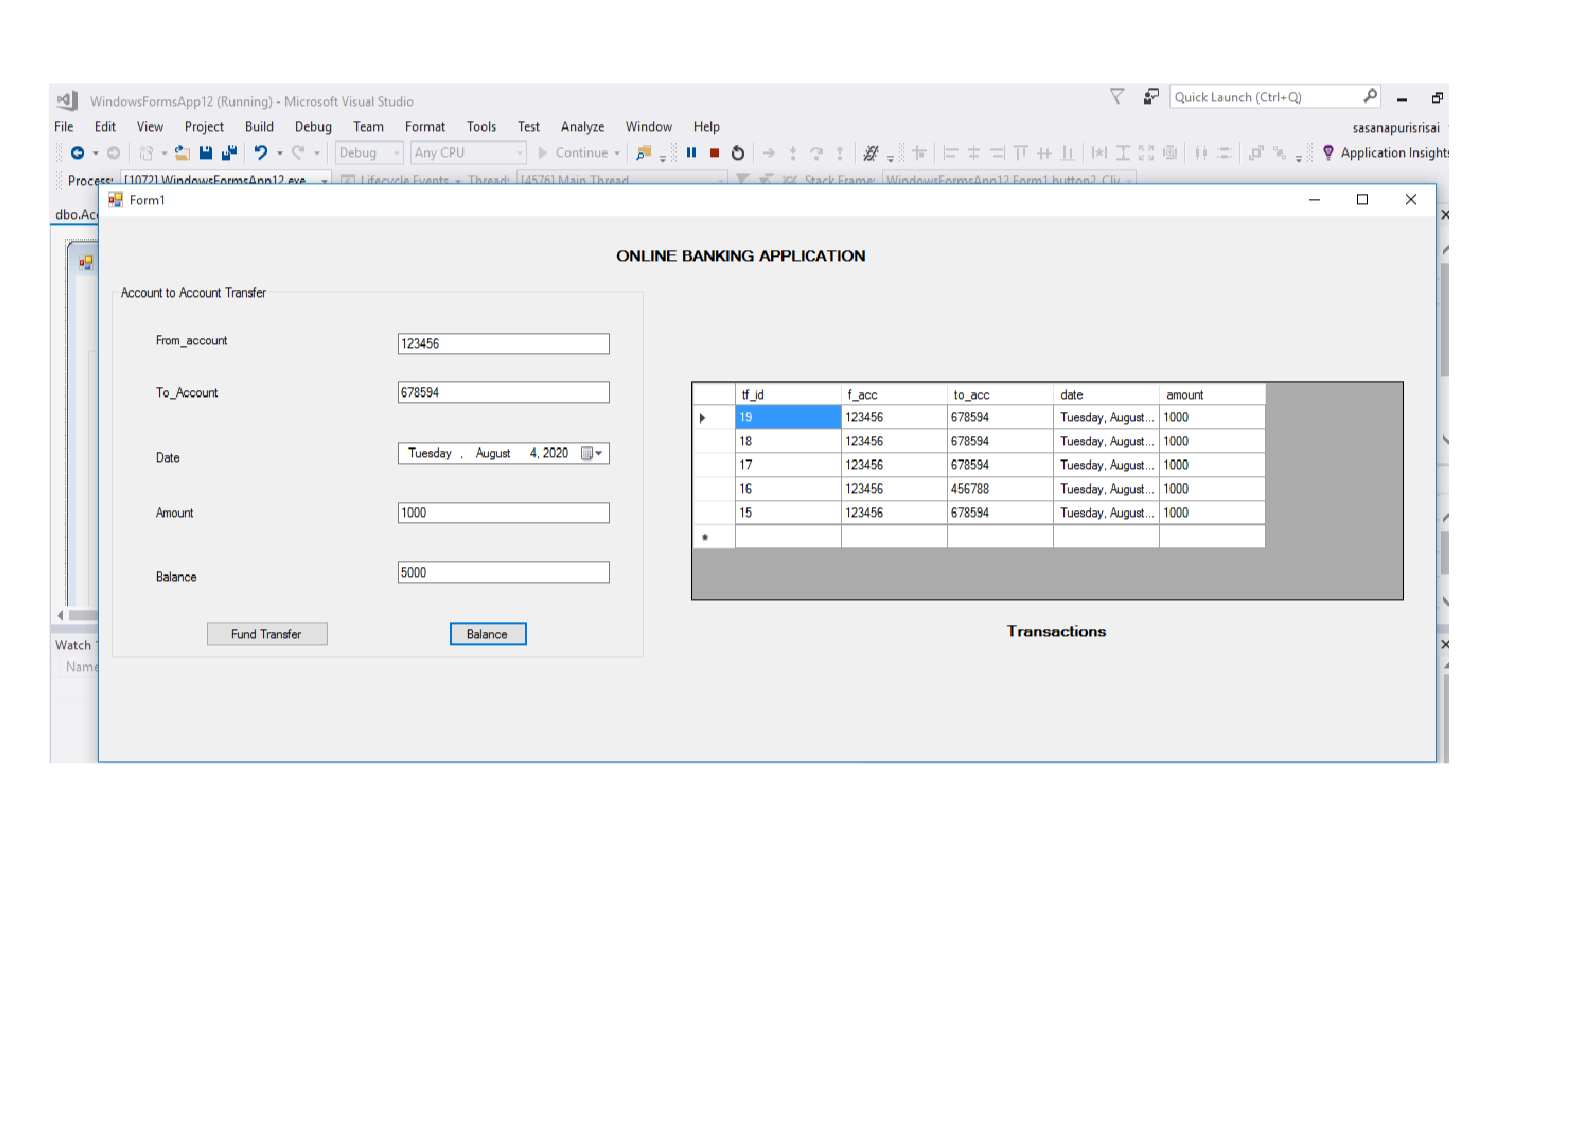 WindowsFormsApp12 (Running) - Microsoft Visual Studio
Quick Launch (Ctrl+Q)
File Edit View Project Build Debug Team Format Tools Test Analyze Window Help
sasanapurisrisai
Debug Any CPU Continue
Application Insights
Process: [1072] WindowsFormsApp12.exe Lifecycle Events Thread: [4576] Main Thread Stack Frame: WindowsFormsApp12.Form1.button2_Cli
dbo.Acc
Form1
ONLINE BANKING APPLICATION
Account to Account Transfer
From_account 123456
To_Account 678594
Date Tuesday , August 4, 2020
Amount 1000
Balance 5000
Fund Transfer Balance
tf_id f_acc to_acc date amount
19 123456 678594 Tuesday, August... 1000
18 123456 678594 Tuesday, August... 1000
17 123456 678594 Tuesday, August... 1000
16 123456 456788 Tuesday, August... 1000
15 123456 678594 Tuesday, August... 1000
Transactions
Watch 1
Name